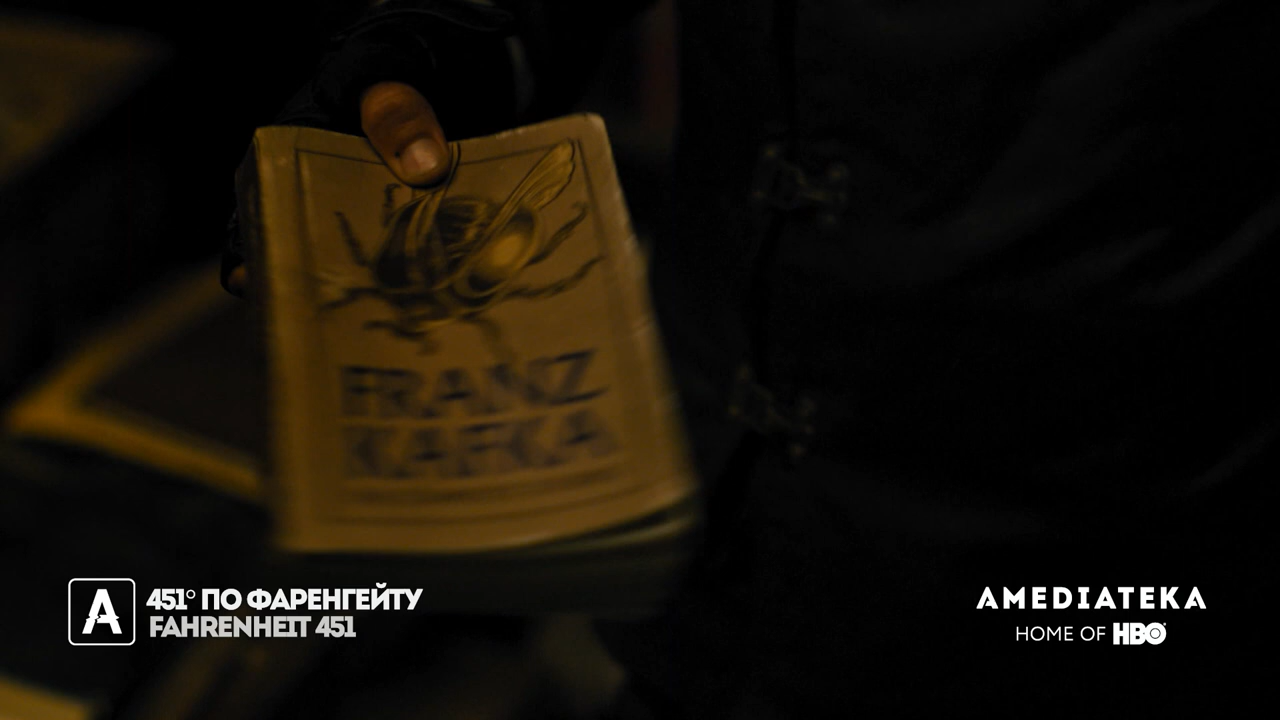 FRANZ
KAFKA
A
451° ПО ФАРЕНГЕЙТУ
FAHRENHEIT 451
AMEDIATEKA
HOME OF HBO